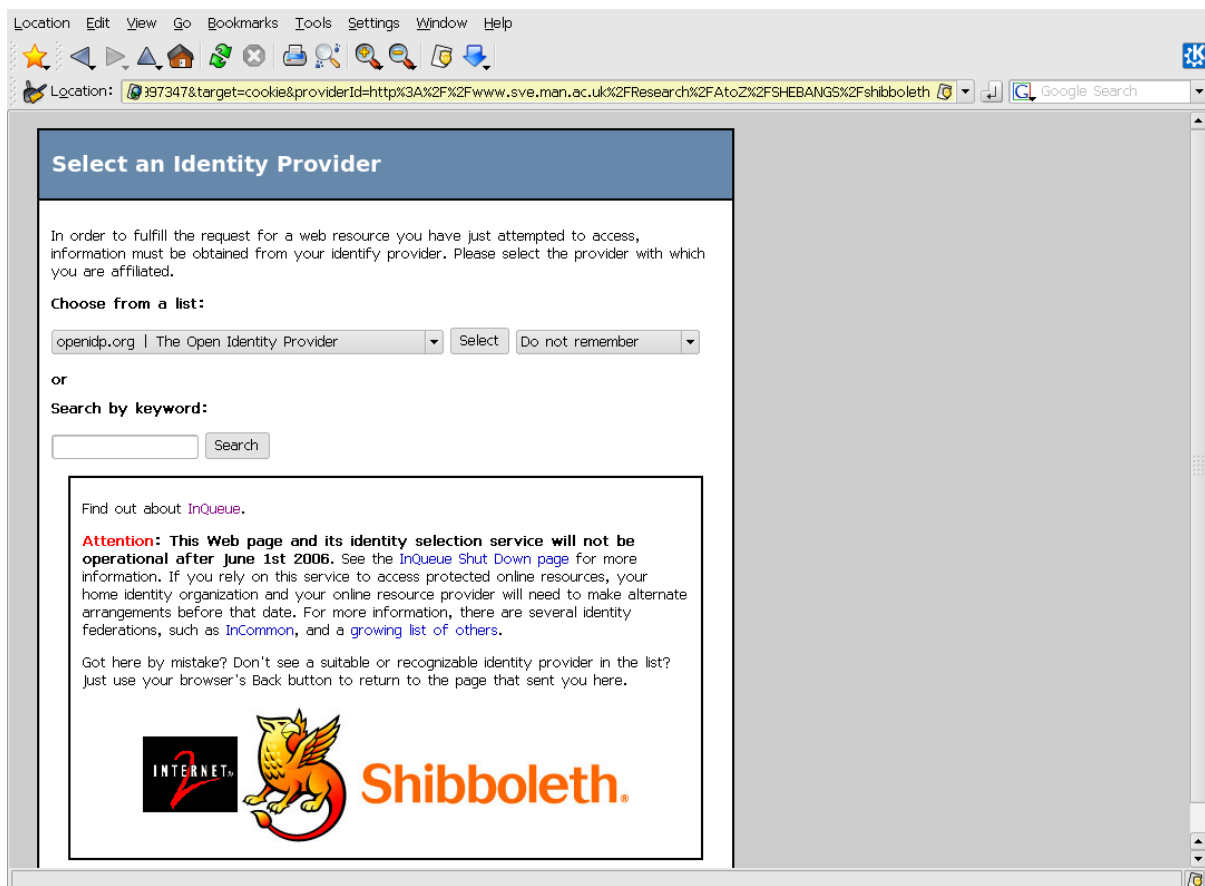 Location Edit View Go Bookmarks Tools Settings Window Help
Location: 397347&target=cookie&providerId=http%3A%2F%2Fwww.sve.man.ac.uk%2FResearch%2FAtoZ%2FSHEBANGS%2Fshibboleth Google Search
Select an Identity Provider
In order to fulfill the request for a web resource you have just attempted to access,
information must be obtained from your identify provider. Please select the provider with which
you are affiliated.
Choose from a list:
openidp.org | The Open Identity Provider Select Do not remember
or
Search by keyword:
Search
Find out about InQueue.
Attention: This Web page and its identity selection service will not be
operational after June 1st 2006. See the InQueue Shut Down page for more
information. If you rely on this service to access protected online resources, your
home identity organization and your online resource provider will need to make alternate
arrangements before that date. For more information, there are several identity
federations, such as InCommon, and a growing list of others.
Got here by mistake? Don't see a suitable or recognizable identity provider in the list?
Just use your browser's Back button to return to the page that sent you here.
INTERNET 2
Shibboleth®